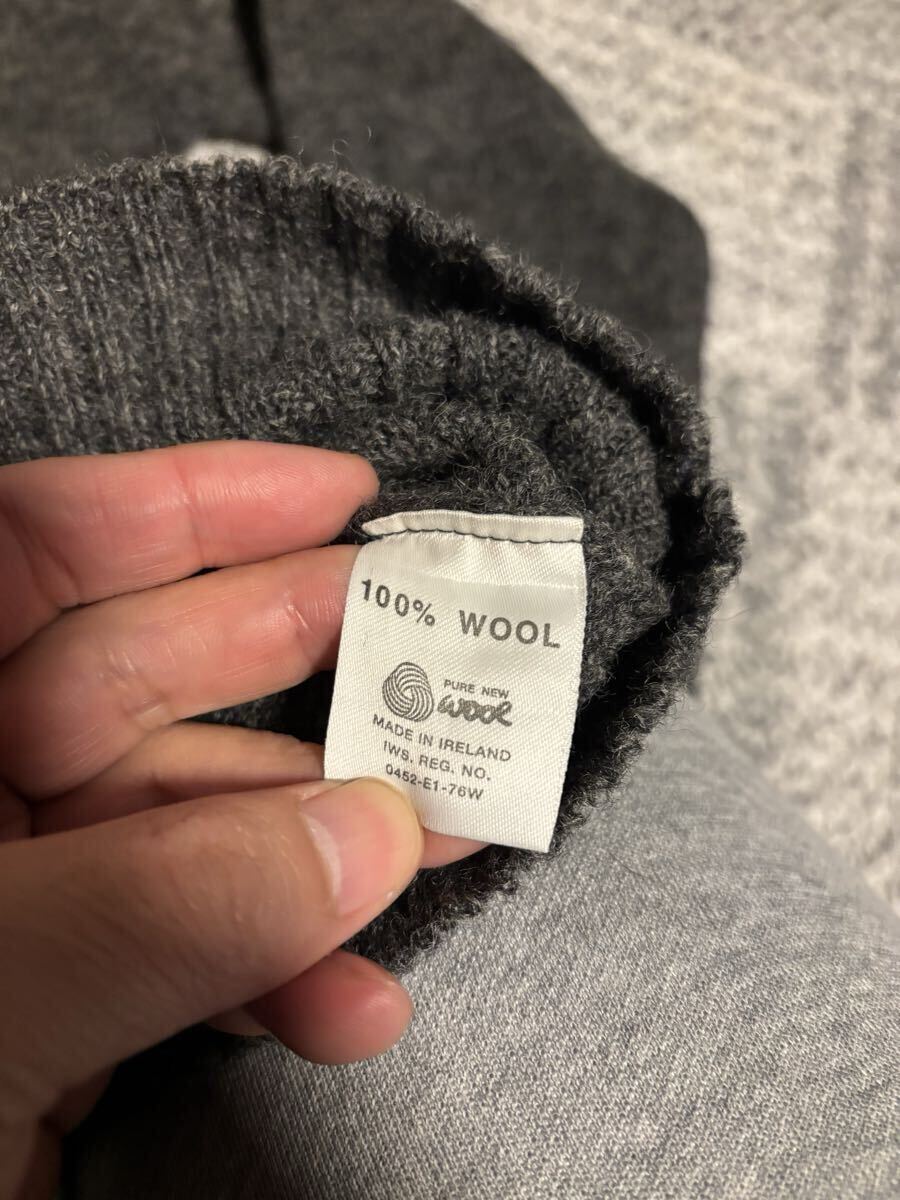 100% WOOL
PURE NEW
wool
MADE IN IRELAND
IWS. REG. NO.
0452-E1-76W